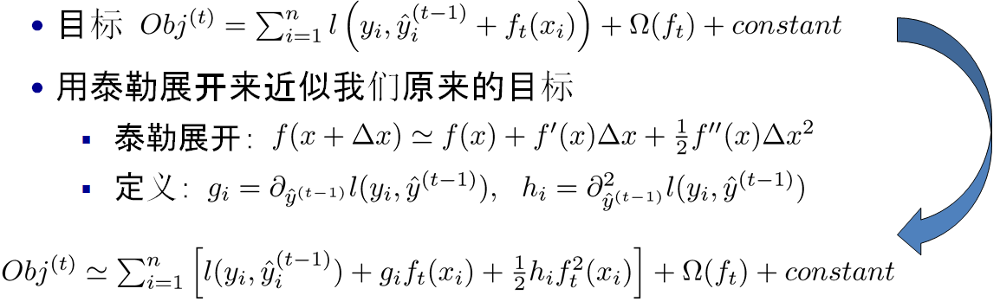 • 目标 Obj^{(t)} = \sum_{i=1}^{n} l\left(y_i, \hat{y}_i^{(t-1)} + f_t(x_i)\right) + \Omega(f_t) + constant
• 用泰勒展开来近似我们原来的目标
▪ 泰勒展开: f(x + \Delta x) \simeq f(x) + f'(x)\Delta x + \frac{1}{2} f''(x)\Delta x^2
▪ 定义: g_i = \partial_{\hat{y}^{(t-1)}} l(y_i, \hat{y}^{(t-1)}), h_i = \partial^2_{\hat{y}^{(t-1)}} l(y_i, \hat{y}^{(t-1)})
Obj^{(t)} \simeq \sum_{i=1}^{n} \left[l(y_i, \hat{y}_i^{(t-1)}) + g_i f_t(x_i) + \frac{1}{2} h_i f_t^2(x_i)\right] + \Omega(f_t) + constant